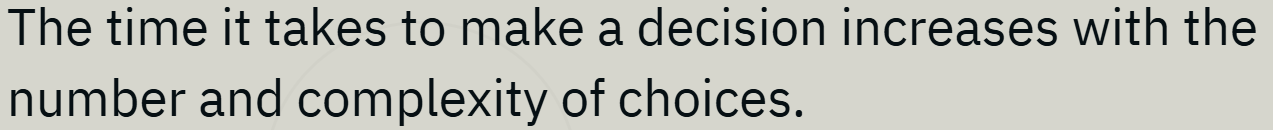 The time it takes to make a decision increases with the
number and complexity of choices.